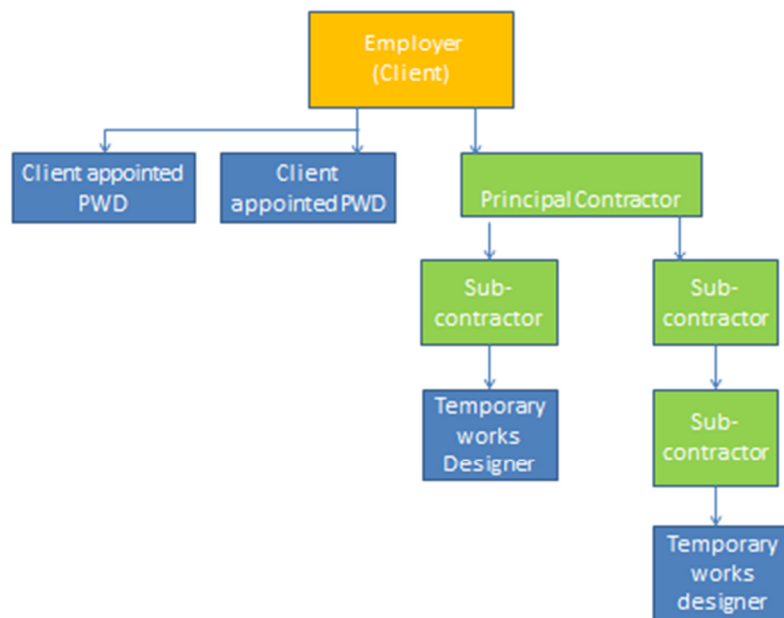 Employer
(Client)
Client appointed
PWD
Client
appointed PWD
Principal Contractor
Sub-
contractor
Sub-
contractor
Temporary
works
Designer
Sub-
contractor
Temporary
works
designer